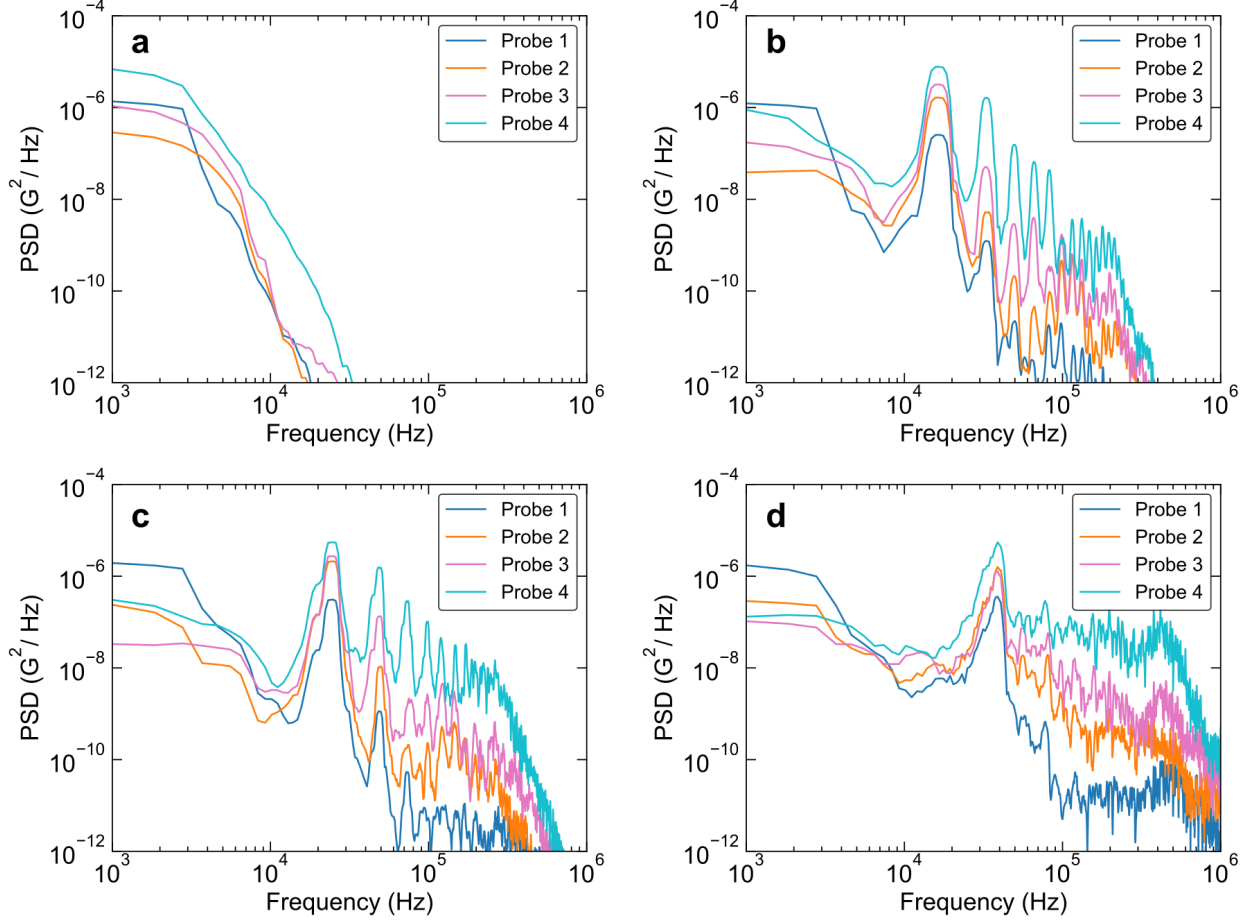 a
Probe 1
Probe 2
Probe 3
Probe 4
10⁻⁴
10⁻⁶
10⁻⁸
10⁻¹⁰
10⁻¹²
PSD (G²/ Hz)
10³
10⁴
10⁵
10⁶
Frequency (Hz)
b
Probe 1
Probe 2
Probe 3
Probe 4
10⁻⁴
10⁻⁶
10⁻⁸
10⁻¹⁰
10⁻¹²
PSD (G²/ Hz)
10³
10⁴
10⁵
10⁶
Frequency (Hz)
c
Probe 1
Probe 2
Probe 3
Probe 4
10⁻⁴
10⁻⁶
10⁻⁸
10⁻¹⁰
10⁻¹²
PSD (G²/ Hz)
10³
10⁴
10⁵
10⁶
Frequency (Hz)
d
Probe 1
Probe 2
Probe 3
Probe 4
10⁻⁴
10⁻⁶
10⁻⁸
10⁻¹⁰
10⁻¹²
PSD (G²/ Hz)
10³
10⁴
10⁵
10⁶
Frequency (Hz)